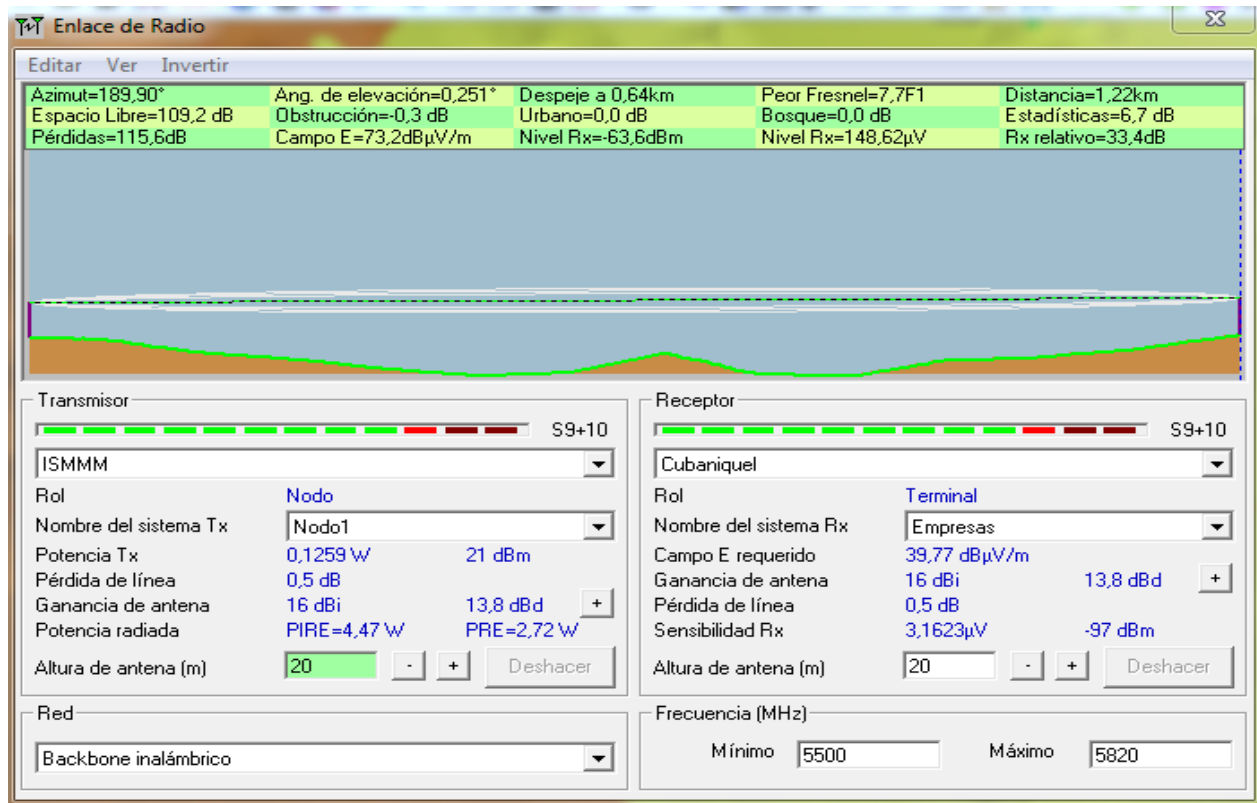 Enlace de Radio
Editar Ver Invertir
Azimut=189,90° Ang. de elevación=0,251° Despeje a 0,64km Peor Fresnel=7,7F1 Distancia=1,22km
Espacio Libre=109,2 dB Obstrucción=-0,3 dB Urbano=0,0 dB Bosque=0,0 dB Estadísticas=6,7 dB
Pérdidas=115,6dB Campo E=73,2dBµV/m Nivel Rx=-63,6dBm Nivel Rx=148,62µV Rx relativo=33,4dB
Transmisor
S9+10
ISMMM
Rol Nodo
Nombre del sistema Tx Nodo1
Potencia Tx 0,1259 W 21 dBm
Pérdida de línea 0,5 dB
Ganancia de antena 16 dBi 13,8 dBd +
Potencia radiada PIRE=4,47 W PRE=2,72 W
Altura de antena (m) 20 - + Deshacer
Receptor
S9+10
Cubaniquel
Rol Terminal
Nombre del sistema Rx Empresas
Campo E requerido 39,77 dBµV/m
Ganancia de antena 16 dBi 13,8 dBd +
Pérdida de línea 0,5 dB
Sensibilidad Rx 3,1623µV -97 dBm
Altura de antena (m) 20 - + Deshacer
Red
Backbone inalámbrico
Frecuencia (MHz)
Mínimo 5500 Máximo 5820